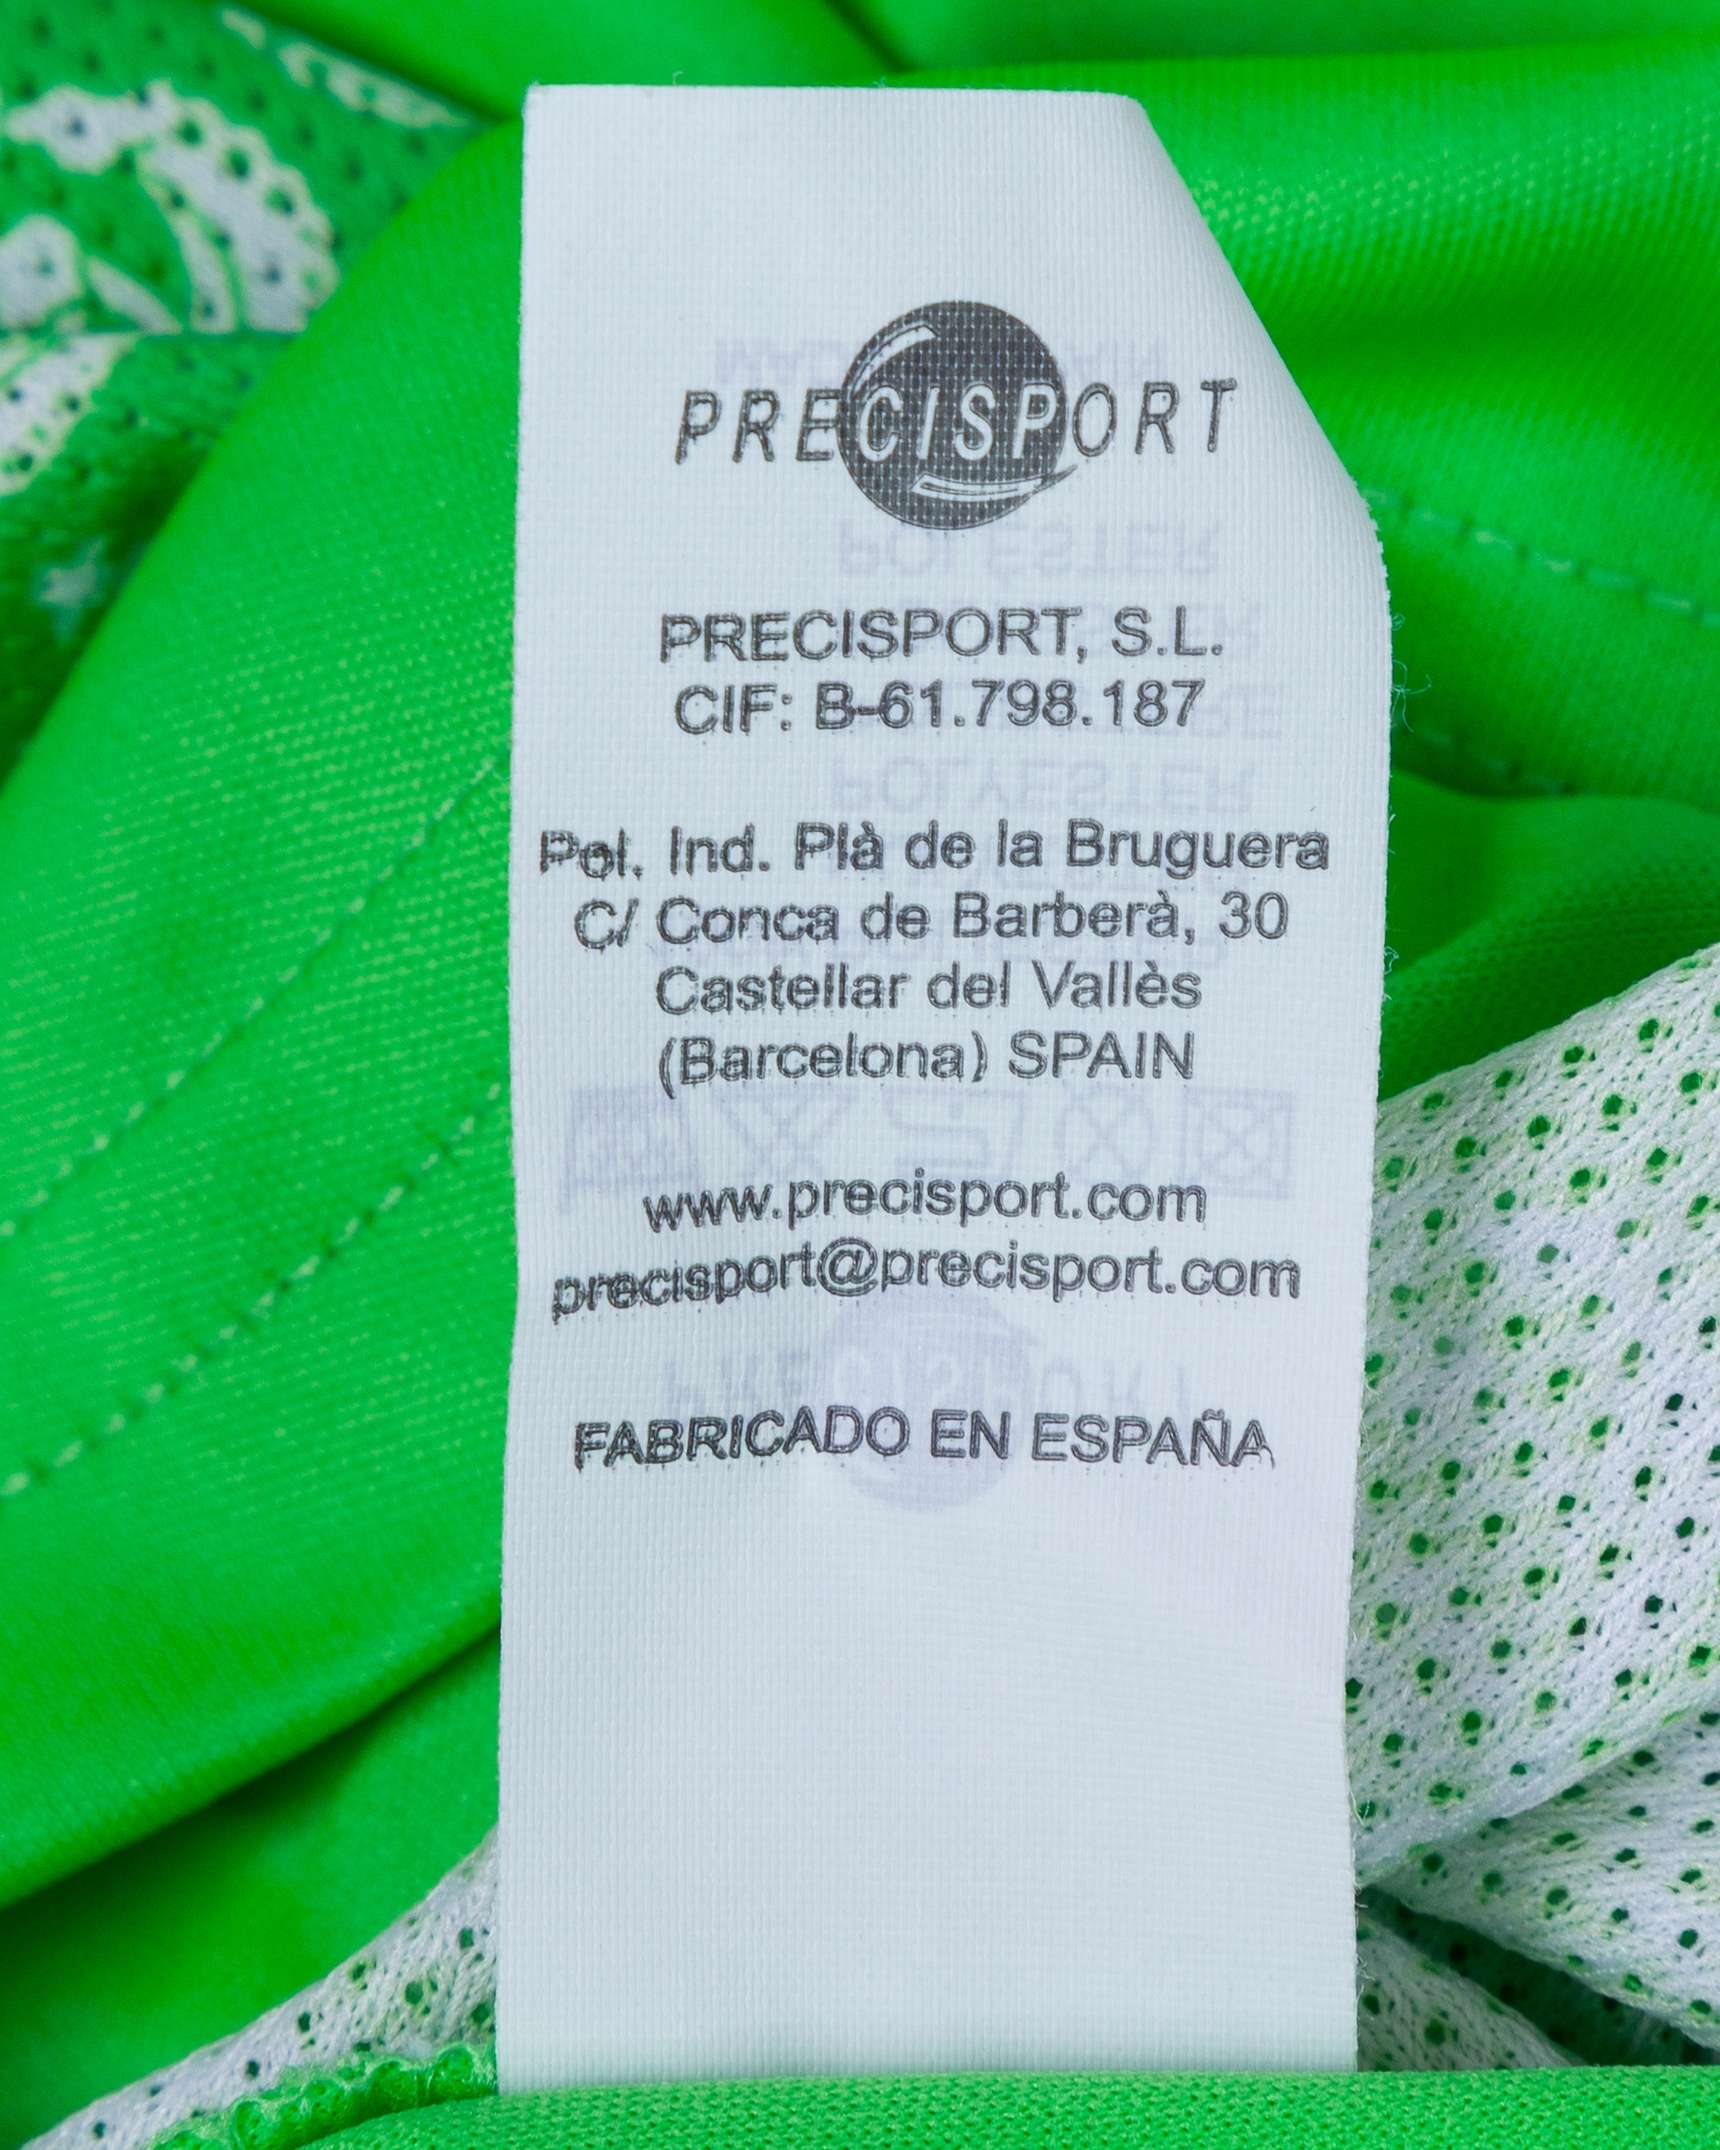 PRECISPORT
PRECISPORT, S.L.
CIF: B-61.798.187
Pol. Ind. Plà de la Bruguera
C/ Conca de Barberà, 30
Castellar del Vallès
(Barcelona) SPAIN
www.precisport.com
precisport@precisport.com
FABRICADO EN ESPAÑA